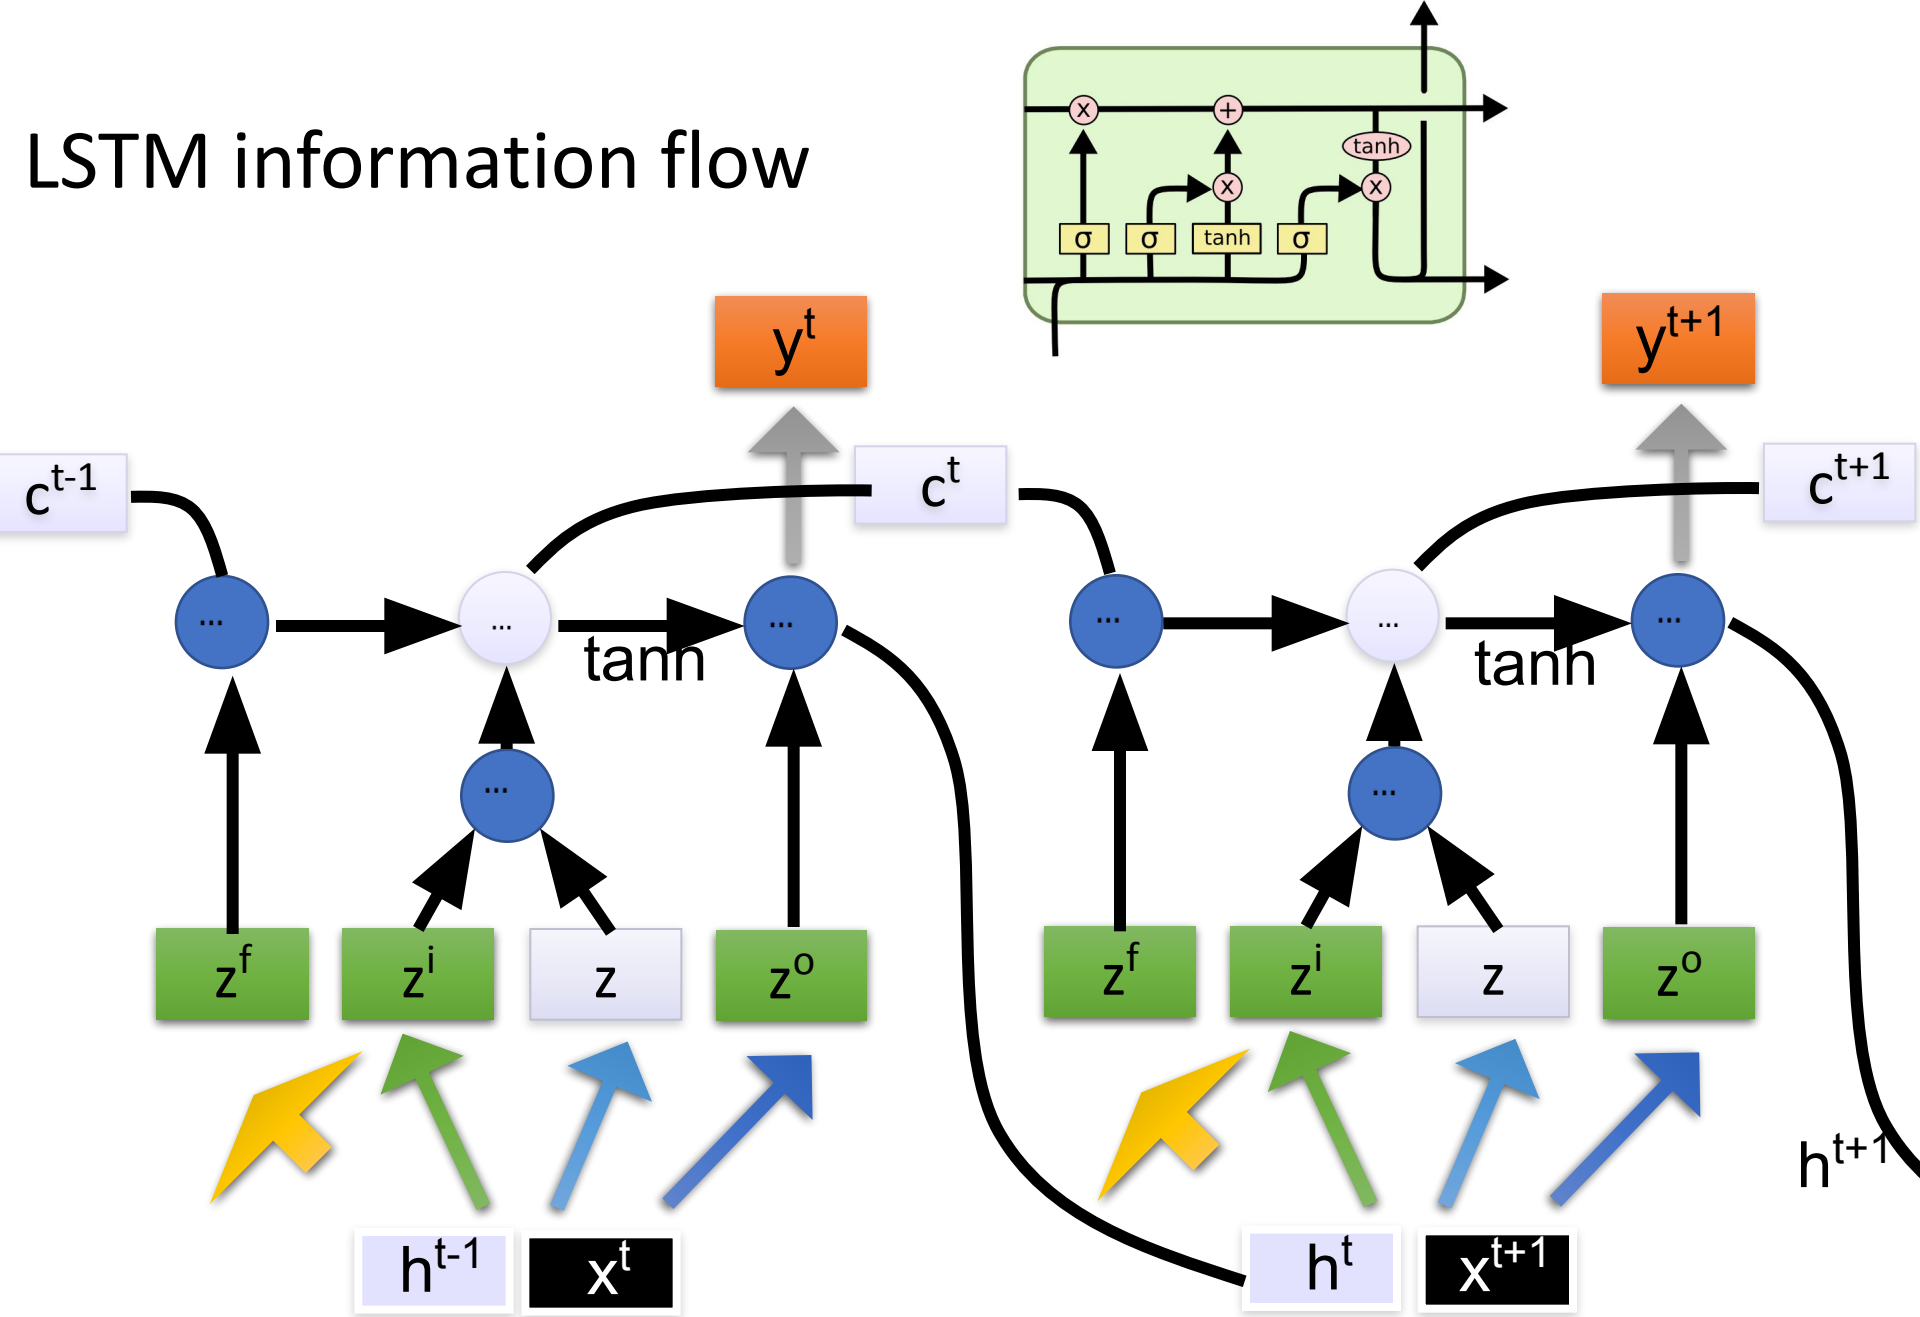 LSTM information flow
x
+
tanh
x
x
σ
σ
tanh
σ
y^t
y^t+1
c^t-1
c^t
c^t+1
...
...
...
...
...
...
tanh
tanh
...
...
z^f
z^i
z
z^o
z^f
z^i
z
z^o
h^t+1
h^t-1
x^t
h^t
x^t+1